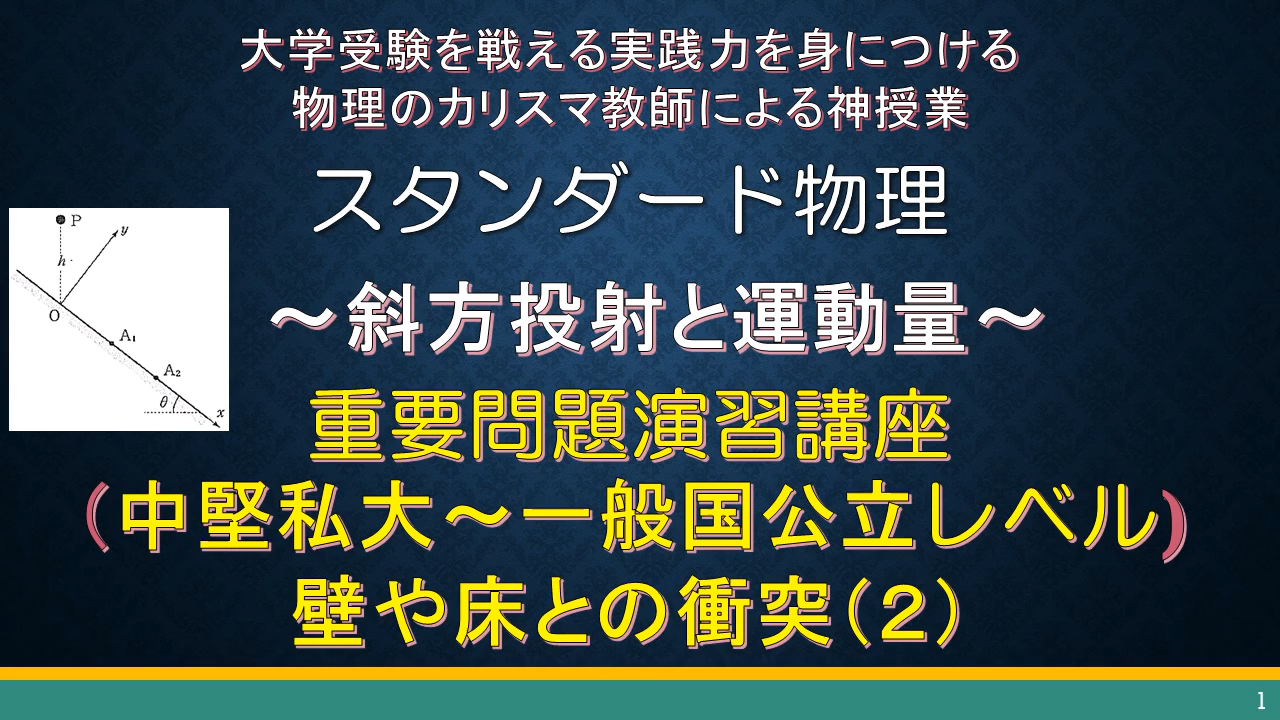 大学受験を戦える実践力を身につける
物理のカリスマ教師による神授業
スタンダード物理
～斜方投射と運動量～
重要問題演習講座
（中堅私大～一般国公立レベル)
壁や床との衝突（２）
P
y
h
O
A₁
A₂
θ
x
1